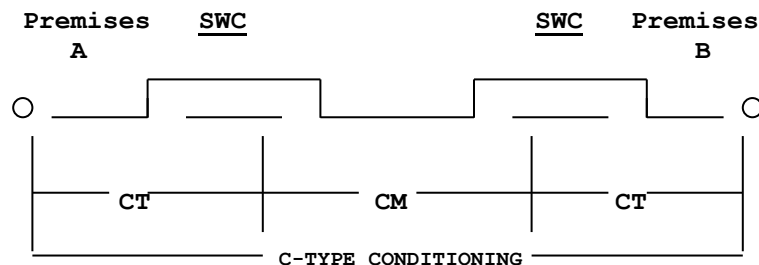 Premises SWC SWC Premises
A B
CT CM CT
C-TYPE CONDITIONING